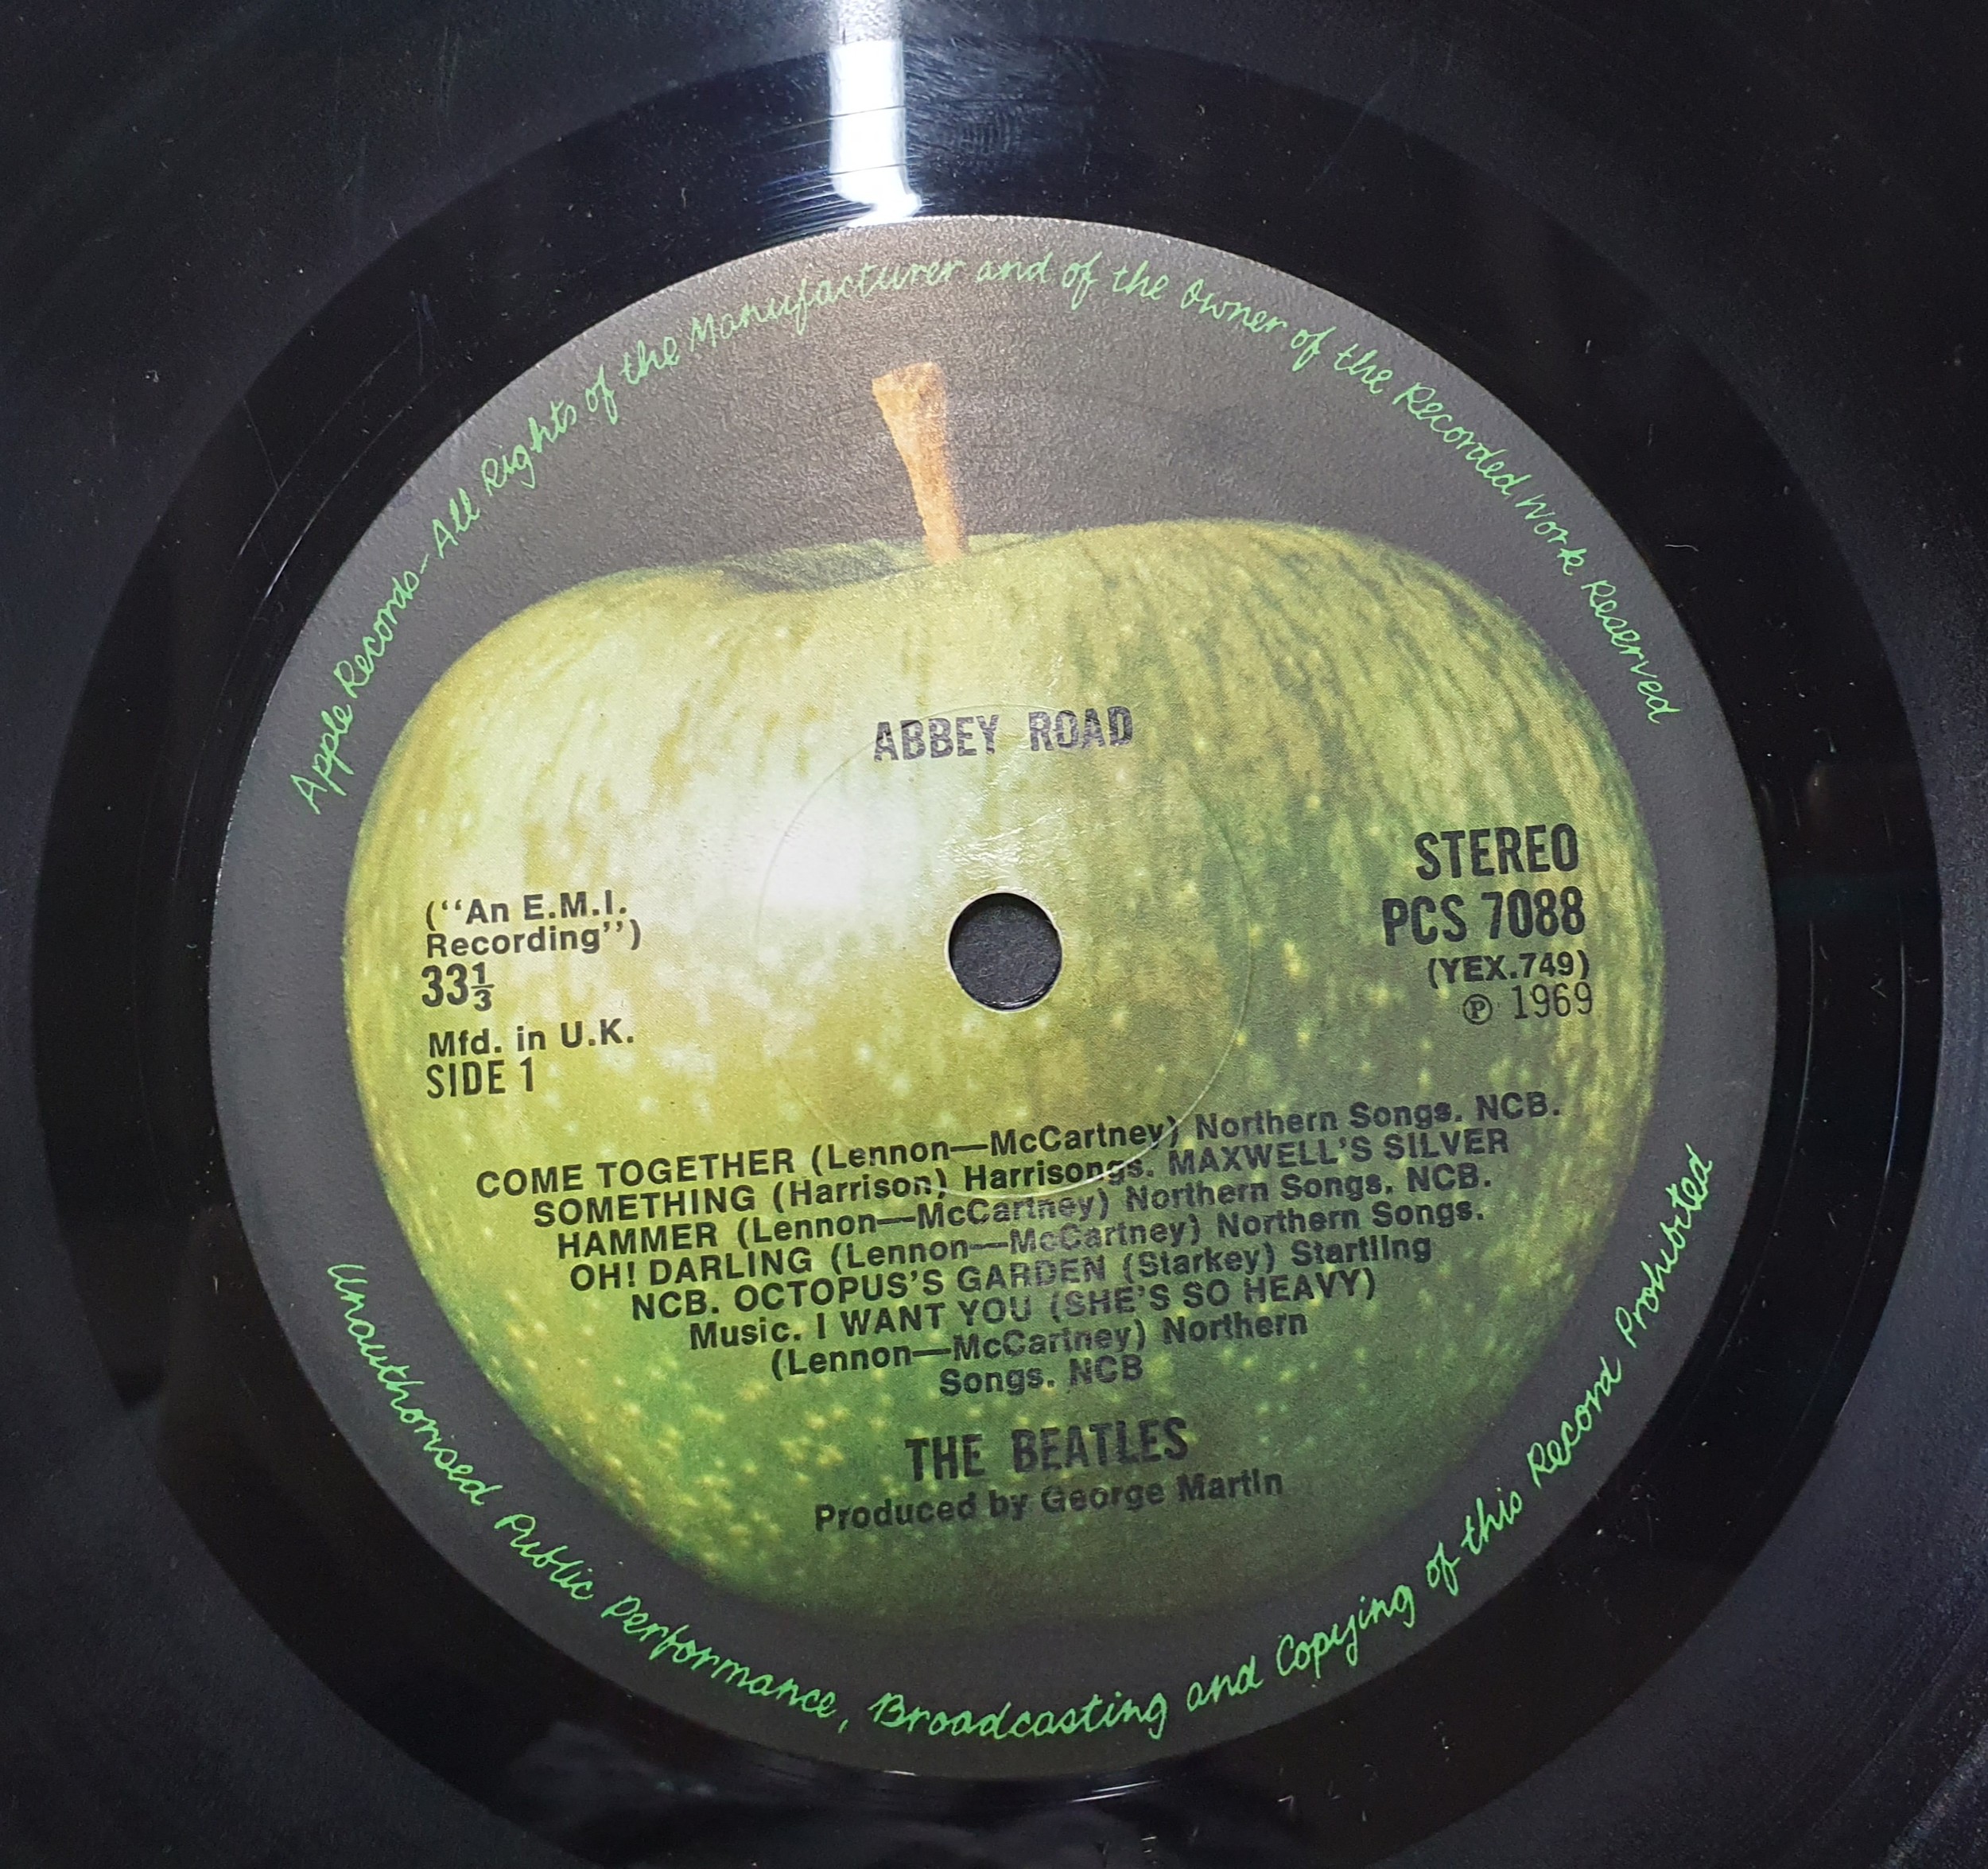 Apple Records-All Rights of the Manufacturer and of the Owner of the Recorded Work Reserved
ABBEY ROAD
STEREO
PCS 7088
(YEX.749)
℗ 1969
(‘‘An E.M.I.
Recording’’)
33⅓
Mfd. in U.K.
SIDE 1
COME TOGETHER (Lennon—McCartney) Northern Songs. NCB.
SOMETHING (Harrison) Harrisongs. MAXWELL’S SILVER
HAMMER (Lennon—McCartney) Northern Songs. NCB.
OH! DARLING (Lennon—McCartney) Northern Songs.
NCB. OCTOPUS’S GARDEN (Starkey) Startling
Music. I WANT YOU (SHE’S SO HEAVY)
(Lennon—McCartney) Northern
Songs. NCB
THE BEATLES
Produced by George Martin
Unauthorised Public Performance, Broadcasting and Copying of this Record Prohibited